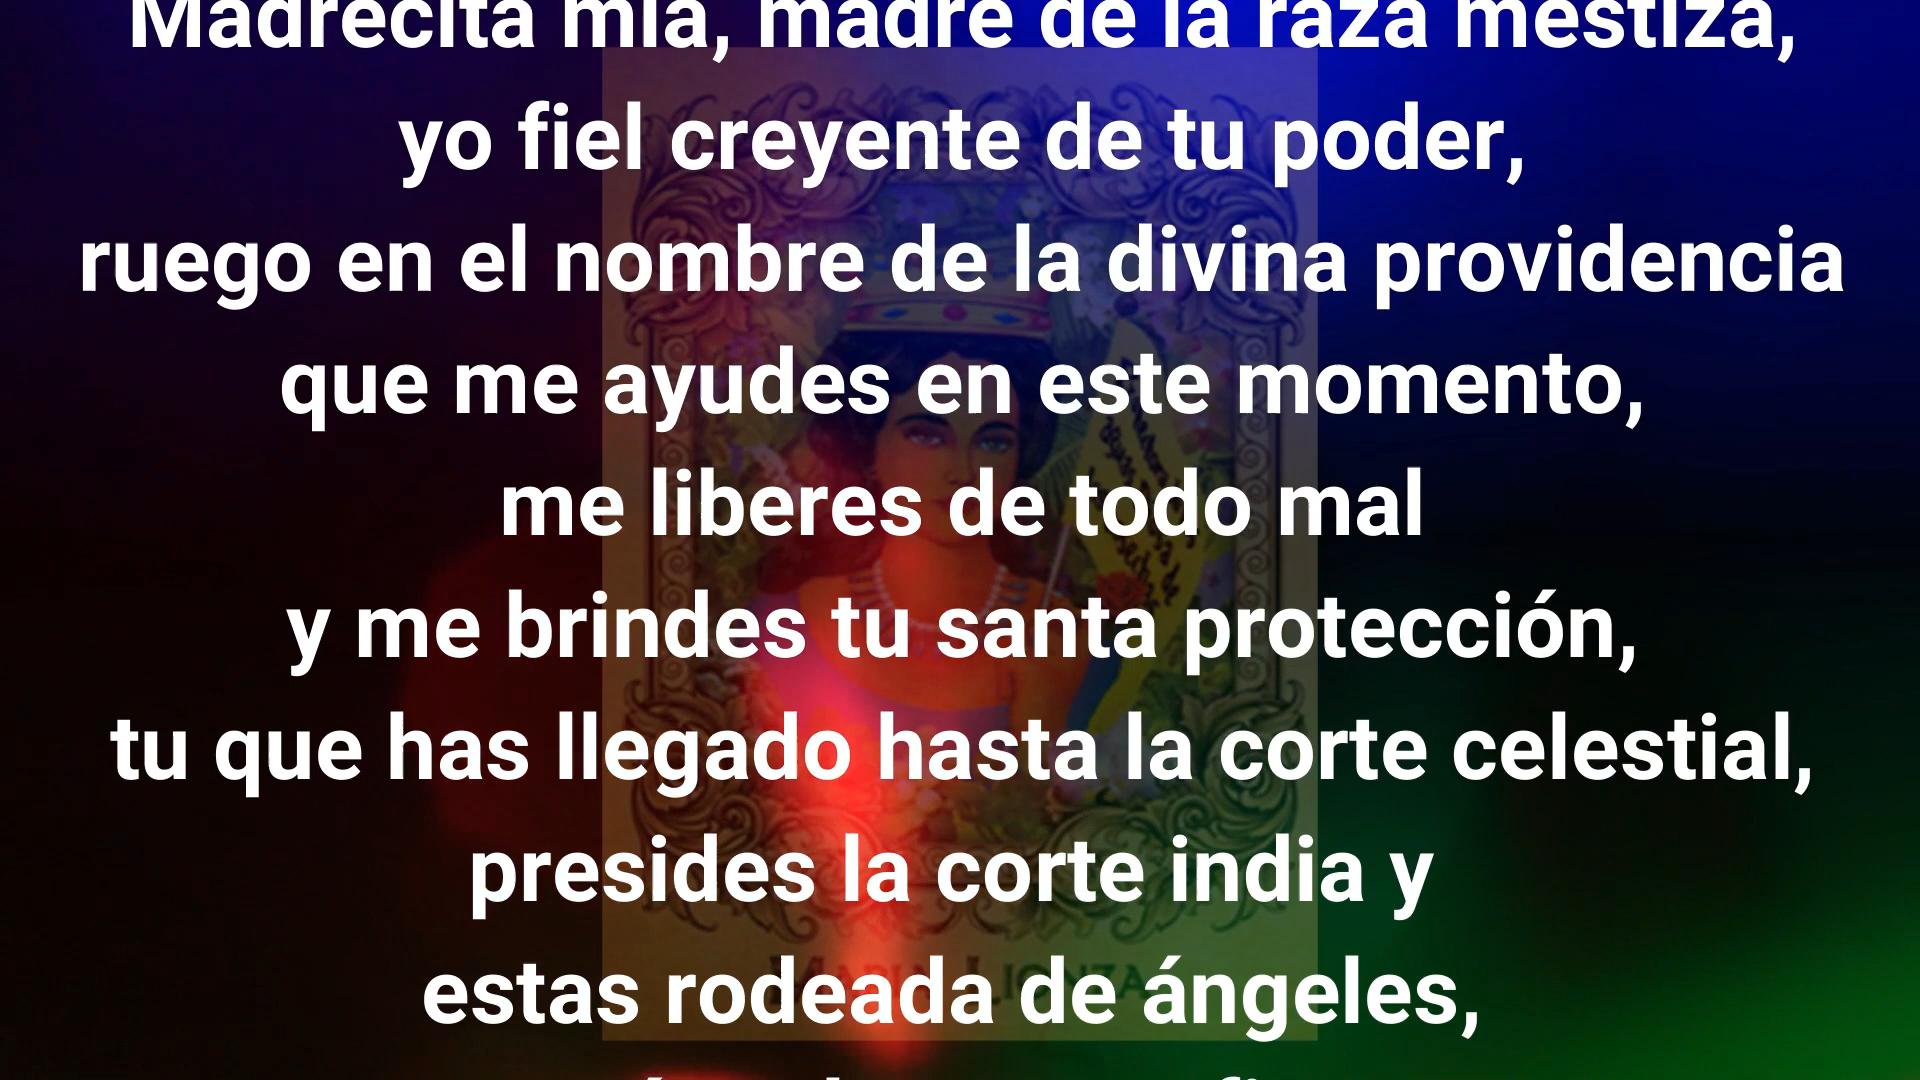 Madrecita mía, madre de la raza mestiza,
yo fiel creyente de tu poder,
ruego en el nombre de la divina providencia
que me ayudes en este momento,
me liberes de todo mal
y me brindes tu santa protección,
tu que has llegado hasta la corte celestial,
presides la corte india y
estas rodeada de ángeles,
María Lionza